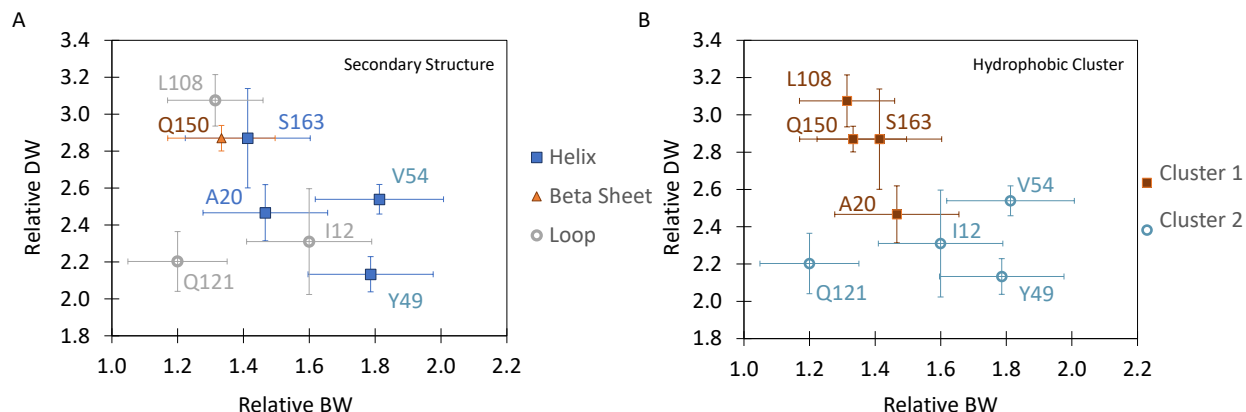 A
Secondary Structure
Relative DW
3.4
3.2
3.0
2.8
2.6
2.4
2.2
2.0
1.8
L108
Q150
S163
A20
V54
I12
Q121
Y49
1.0
1.2
1.4
1.6
1.8
2.0
2.2
Relative BW
Helix
Beta Sheet
Loop
B
Hydrophobic Cluster
Relative DW
3.4
3.2
3.0
2.8
2.6
2.4
2.2
2.0
1.8
L108
Q150
S163
A20
V54
I12
Q121
Y49
1.0
1.2
1.4
1.6
1.8
2.0
2.2
Relative BW
Cluster 1
Cluster 2